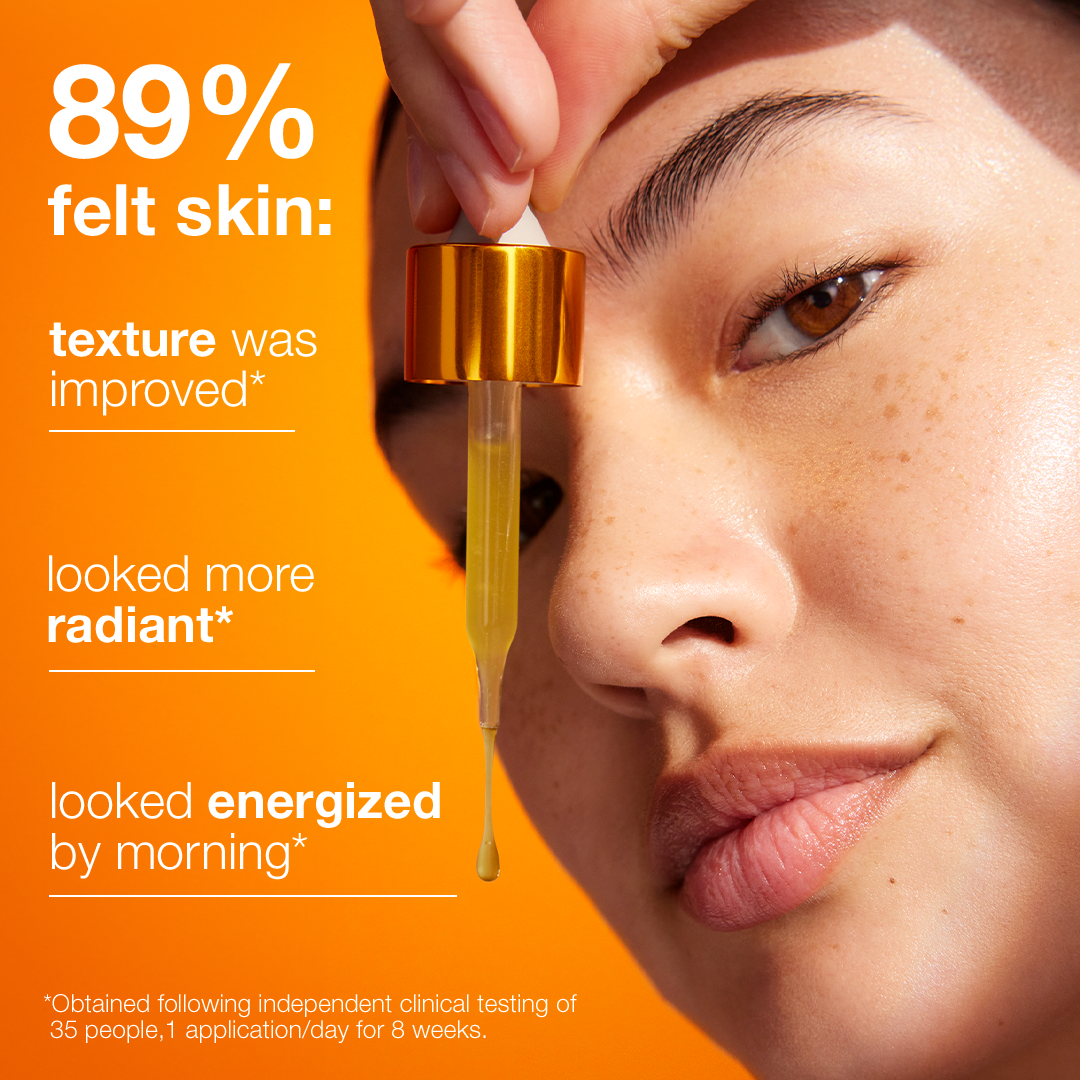 89%
felt skin:
texture was
improved*
looked more
radiant*
looked energized
by morning*
*Obtained following independent clinical testing of
35 people,1 application/day for 8 weeks.